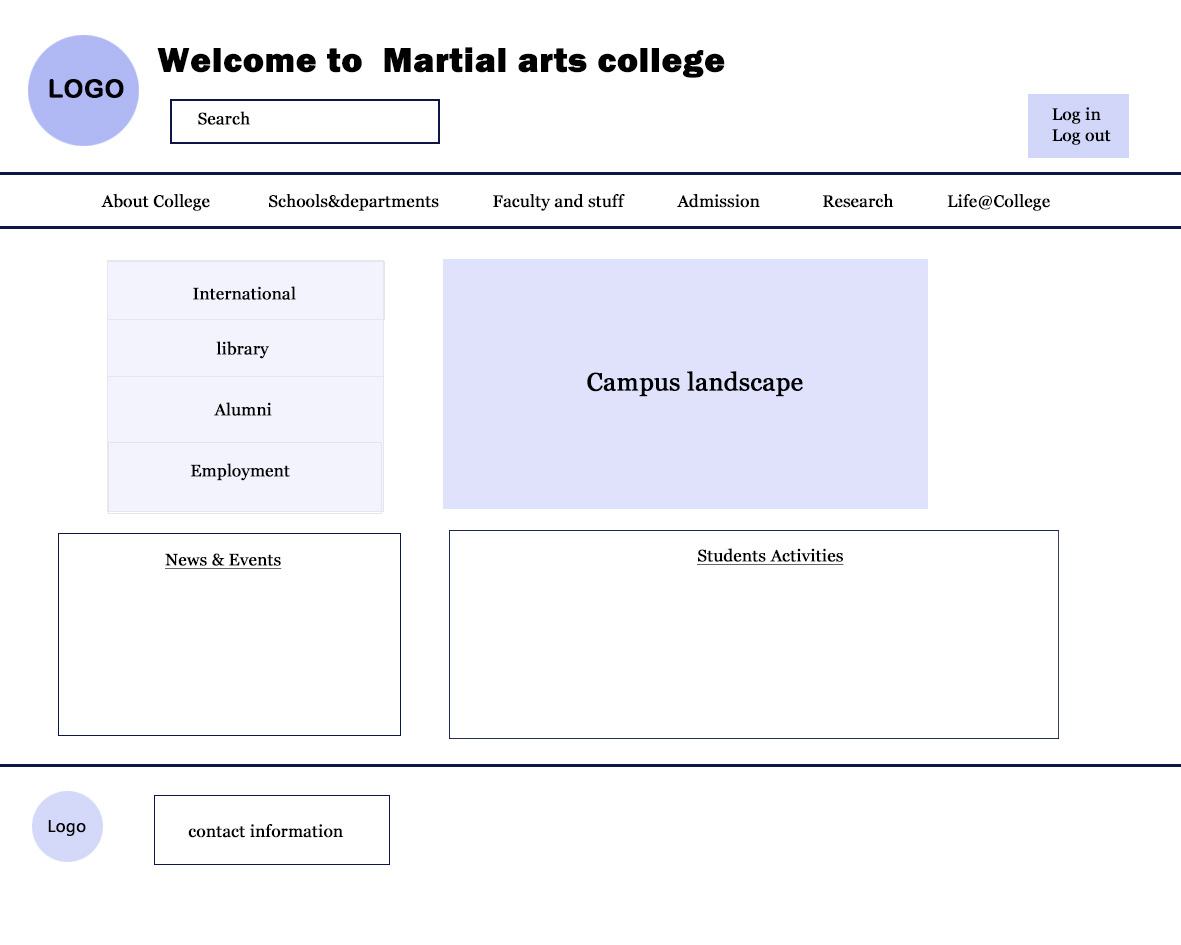 LOGO
Welcome to  Martial arts college
Search
Log in
Log out
About College
Schools&departments
Faculty and stuff
Admission
Research
Life@College
International
library
Alumni
Employment
Campus landscape
News & Events
Students Activities
Logo
contact information